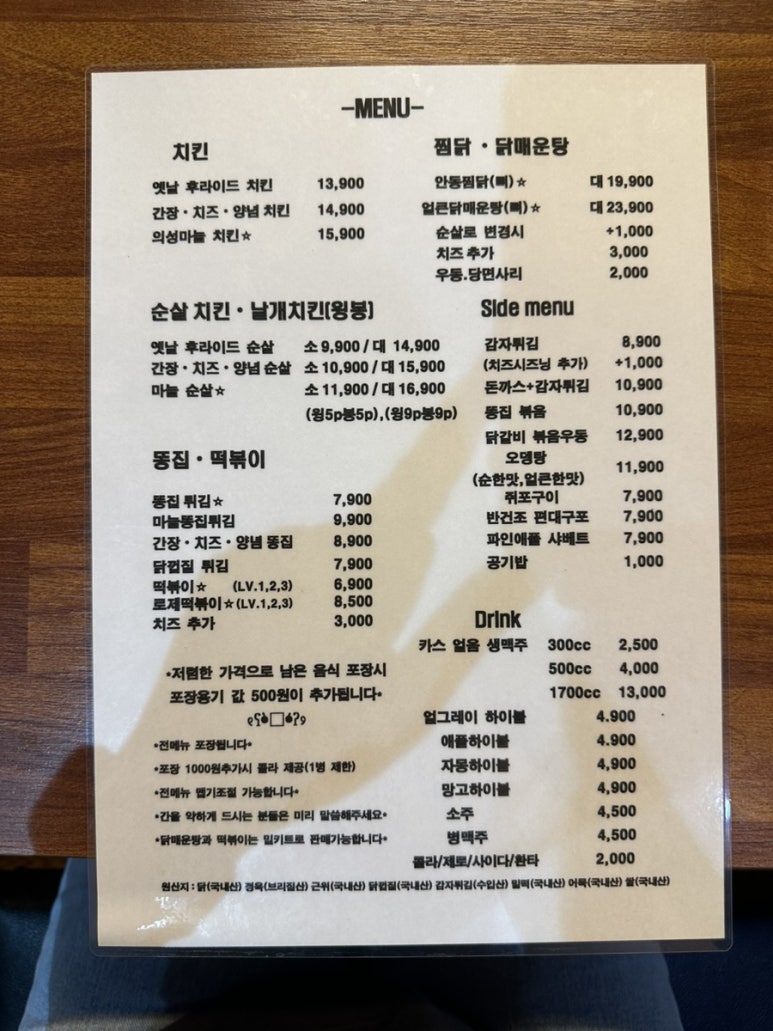 -MENU-
치킨
옛날 후라이드 치킨 13,900
간장·치즈·양념 치킨 14,900
의성마늘 치킨☆ 15,900
찜닭·닭매운탕
안동찜닭(뼈)☆ 대 19,900
얼큰닭매운탕(뼈)☆ 대 23,900
순살로 변경시 +1,000
치즈 추가 3,000
우동.당면사리 2,000
순살 치킨·날개치킨(윙봉)
옛날 후라이드 순살 소 9,900 / 대 14,900
간장·치즈·양념 순살 소 10,900 / 대 15,900
마늘 순살☆ 소 11,900 / 대 16,900
(윙5p봉5p),(윙9p봉9p)
Side menu
감자튀김 8,900
(치즈시즈닝 추가) +1,000
돈까스+감자튀김 10,900
똥집 볶음 10,900
닭갈비 볶음우동 12,900
오뎅탕
(순한맛,얼큰한맛) 11,900
쥐포구이 7,900
반건조 편대구포 7,900
파인애플 샤베트 7,900
공기밥 1,000
똥집·떡볶이
똥집 튀김☆ 7,900
마늘똥집튀김 9,900
간장·치즈·양념 똥집 8,900
닭껍질 튀김 7,900
떡볶이☆ (LV.1,2,3) 6,900
로제떡볶이☆(LV.1,2,3) 8,500
치즈 추가 3,000
Drink
카스 얼음 생맥주 300cc 2,500
500cc 4,000
1700cc 13,000
얼그레이 하이볼 4.900
애플하이볼 4.900
자몽하이볼 4,900
망고하이볼 4,900
소주 4,500
병맥주 4,500
콜라/제로/사이다/환타 2,000
•저렴한 가격으로 남은 음식 포장시
포장용기 값 500원이 추가됩니다•
•전메뉴 포장됩니다•
•포장 1000원추가시 콜라 제공(1병 제한)
•전메뉴 맵기조절 가능합니다•
•간을 약하게 드시는 분들은 미리 말씀해주세요•
•닭매운탕과 떡볶이는 밀키트로 판매가능합니다•
원산지 : 닭(국내산) 정육(브라질산) 근위(국내산) 닭껍질(국내산) 감자튀김(수입산) 밀떡(국내산) 어묵(국내산) 쌀(국내산)